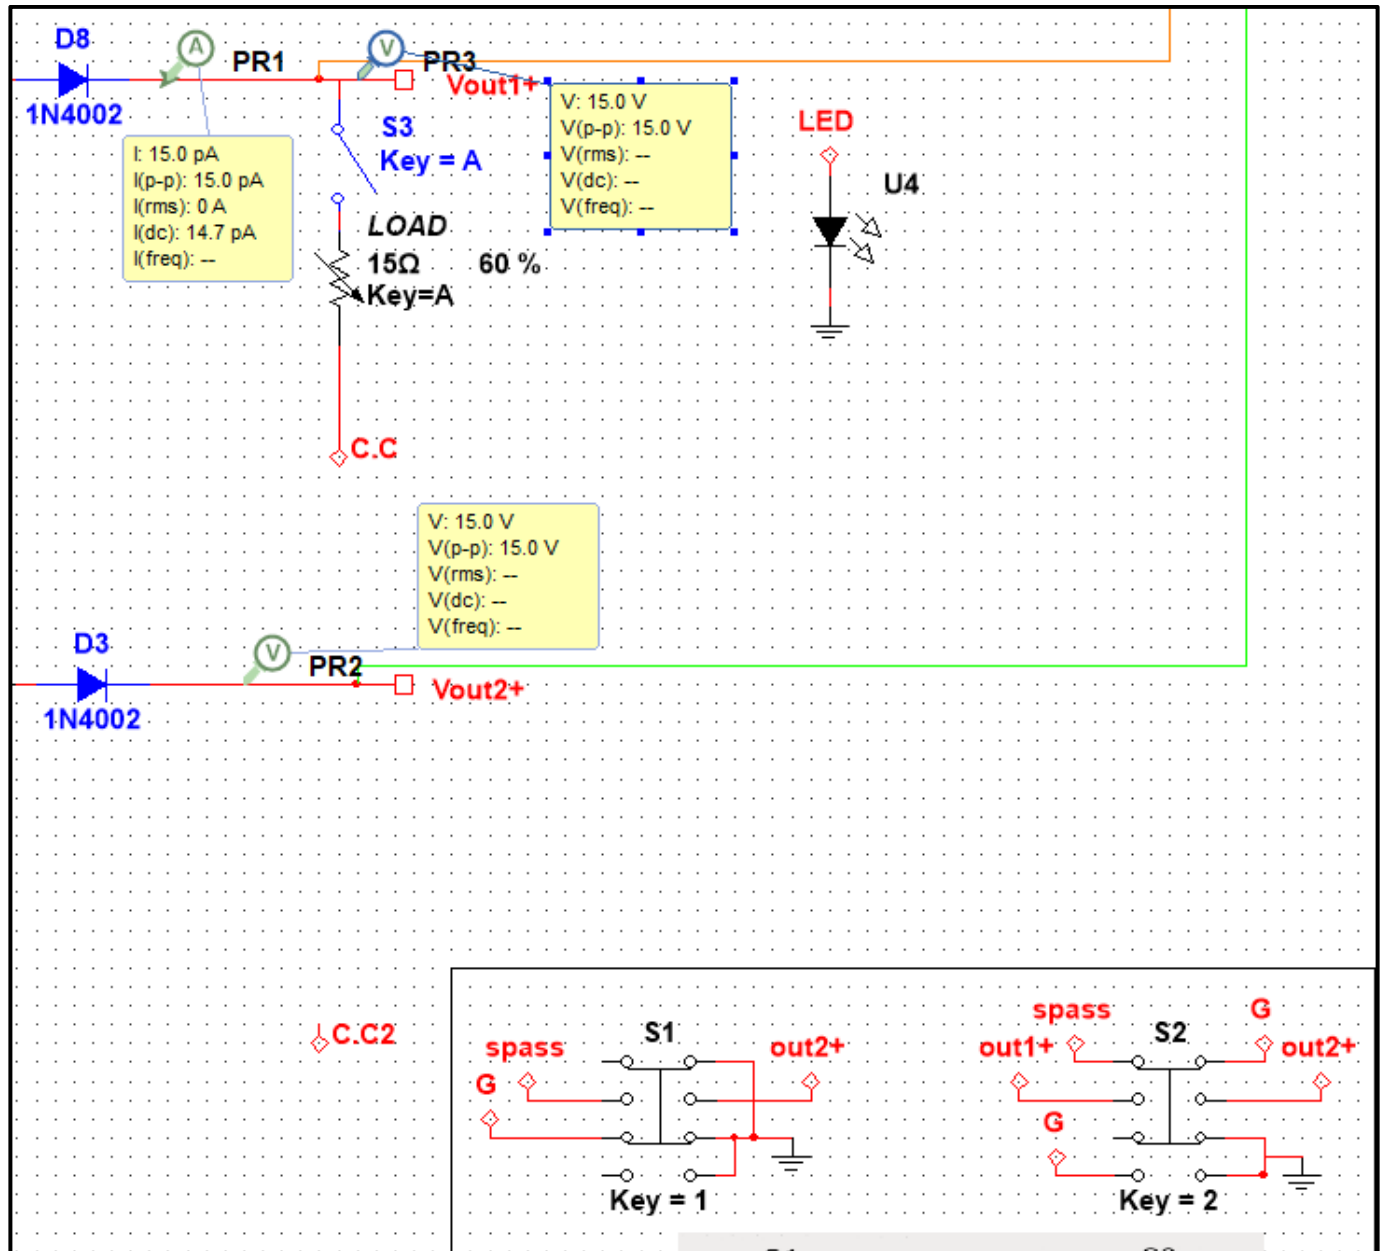 D8
A
PR1
V
PR3
Vout1+
1N4002
I: 15.0 pA
I(p-p): 15.0 pA
I(rms): 0 A
I(dc): 14.7 pA
I(freq): --
S3
Key = A
V: 15.0 V
V(p-p): 15.0 V
V(rms): --
V(dc): --
V(freq): --
LED
U4
LOAD
15Ω 60 %
Key=A
C.C
V: 15.0 V
V(p-p): 15.0 V
V(rms): --
V(dc): --
V(freq): --
D3
V
PR2
Vout2+
1N4002
C.C2
spass
S1
out2+
G
Key = 1
spass
G
out1+
S2
out2+
G
Key = 2